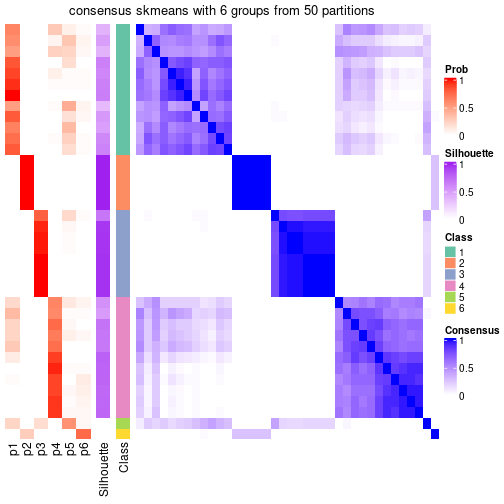 consensus skmeans with 6 groups from 50 partitions
Prob
1
0.5
0
Silhouette
1
0.5
0
Class
1
2
3
4
5
6
Consensus
1
0.5
0
p1
p2
p3
p4
p5
p6
Silhouette
Class